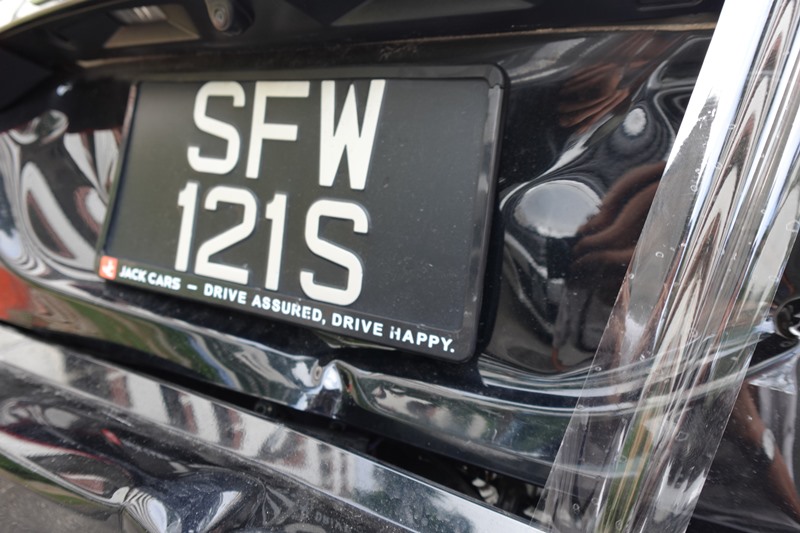 SFW
121S
JACK CARS – DRIVE ASSURED, DRIVE HAPPY.